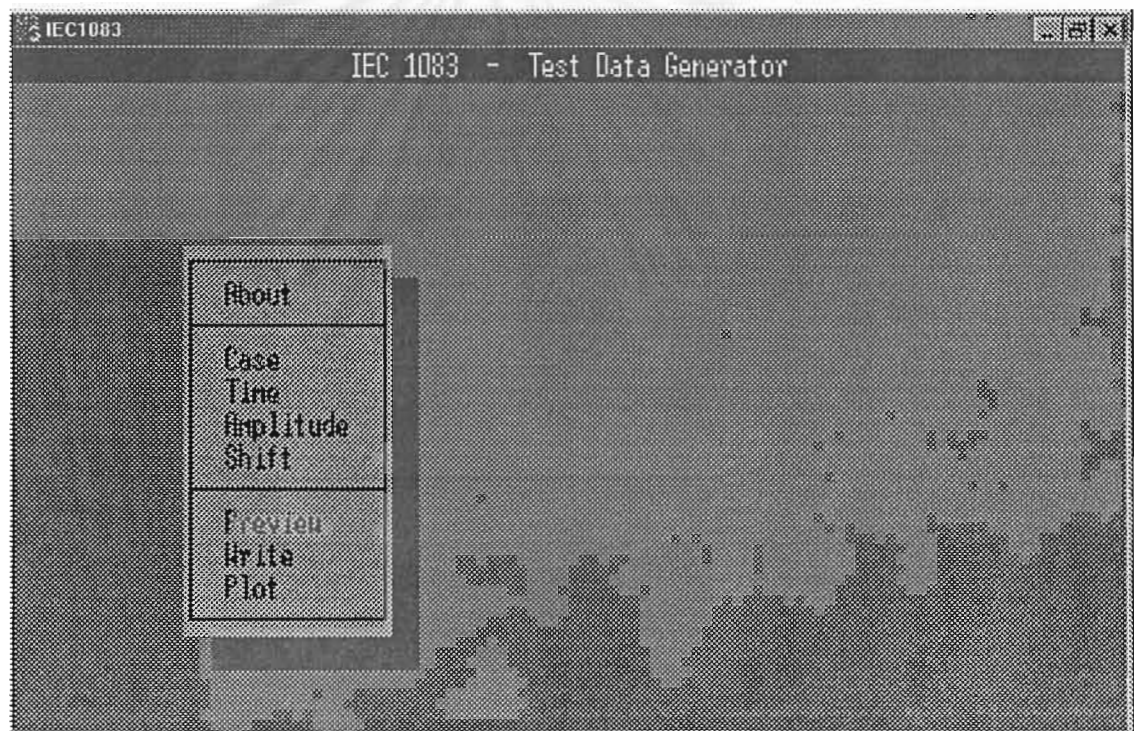 IEC1083
IEC 1083 - Test Data Generator
About
Case
Time
Amplitude
Shift
Preview
Write
Plot